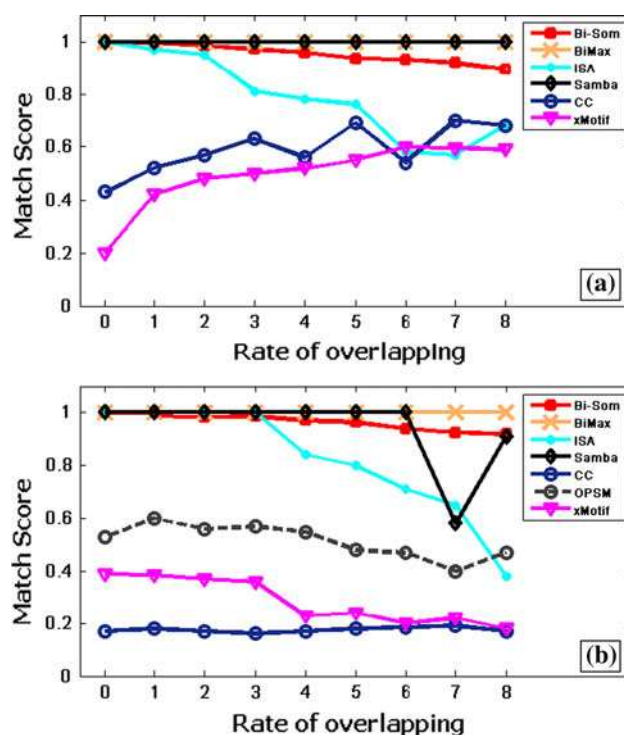 1
0.8
0.6
0.4
0.2
0
Match Score
0 1 2 3 4 5 6 7 8
Rate of overlapping
Bi-Som
BiMax
ISA
Samba
CC
xMotif
(a)
1
0.8
0.6
0.4
0.2
0
Match Score
0 1 2 3 4 5 6 7 8
Rate of overlapping
Bi-Som
BiMax
ISA
Samba
CC
OPSM
xMotif
(b)